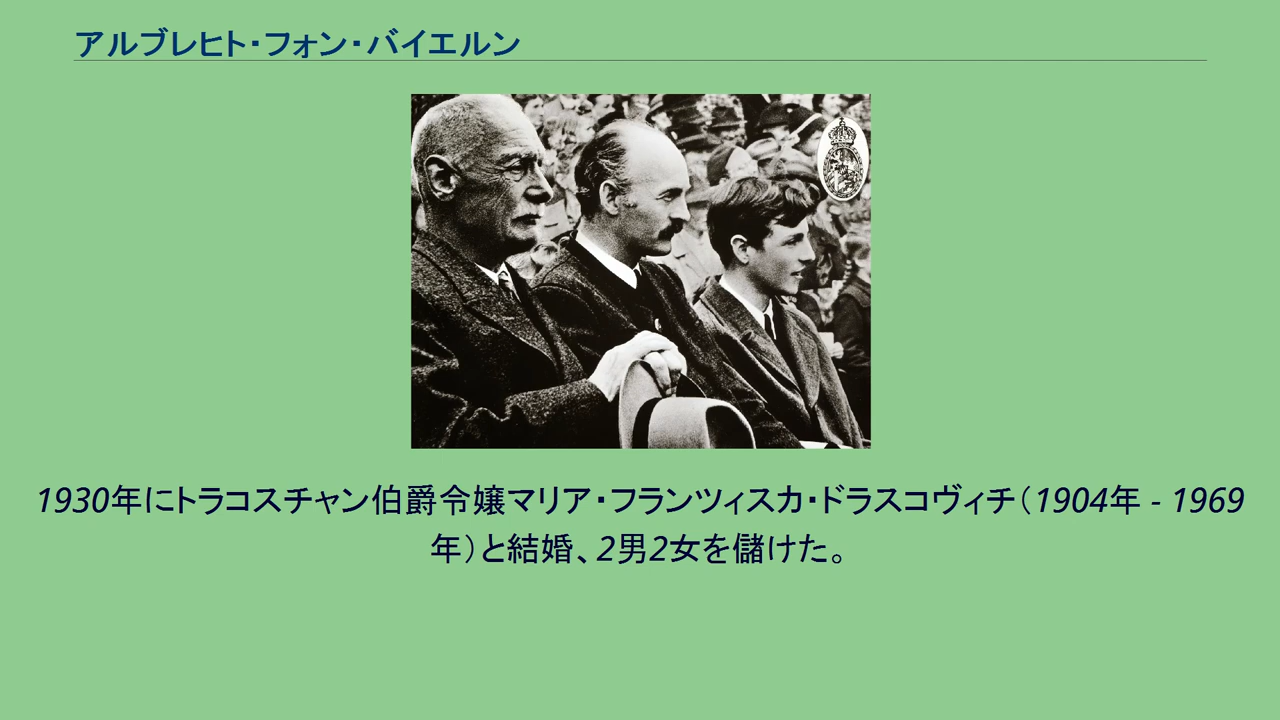 アルブレヒト・フォン・バイエルン
1930年にトラコスチャン伯爵令嬢マリア・フランツィスカ・ドラスコヴィチ（1904年 - 1969
年）と結婚、2男2女を儲けた。